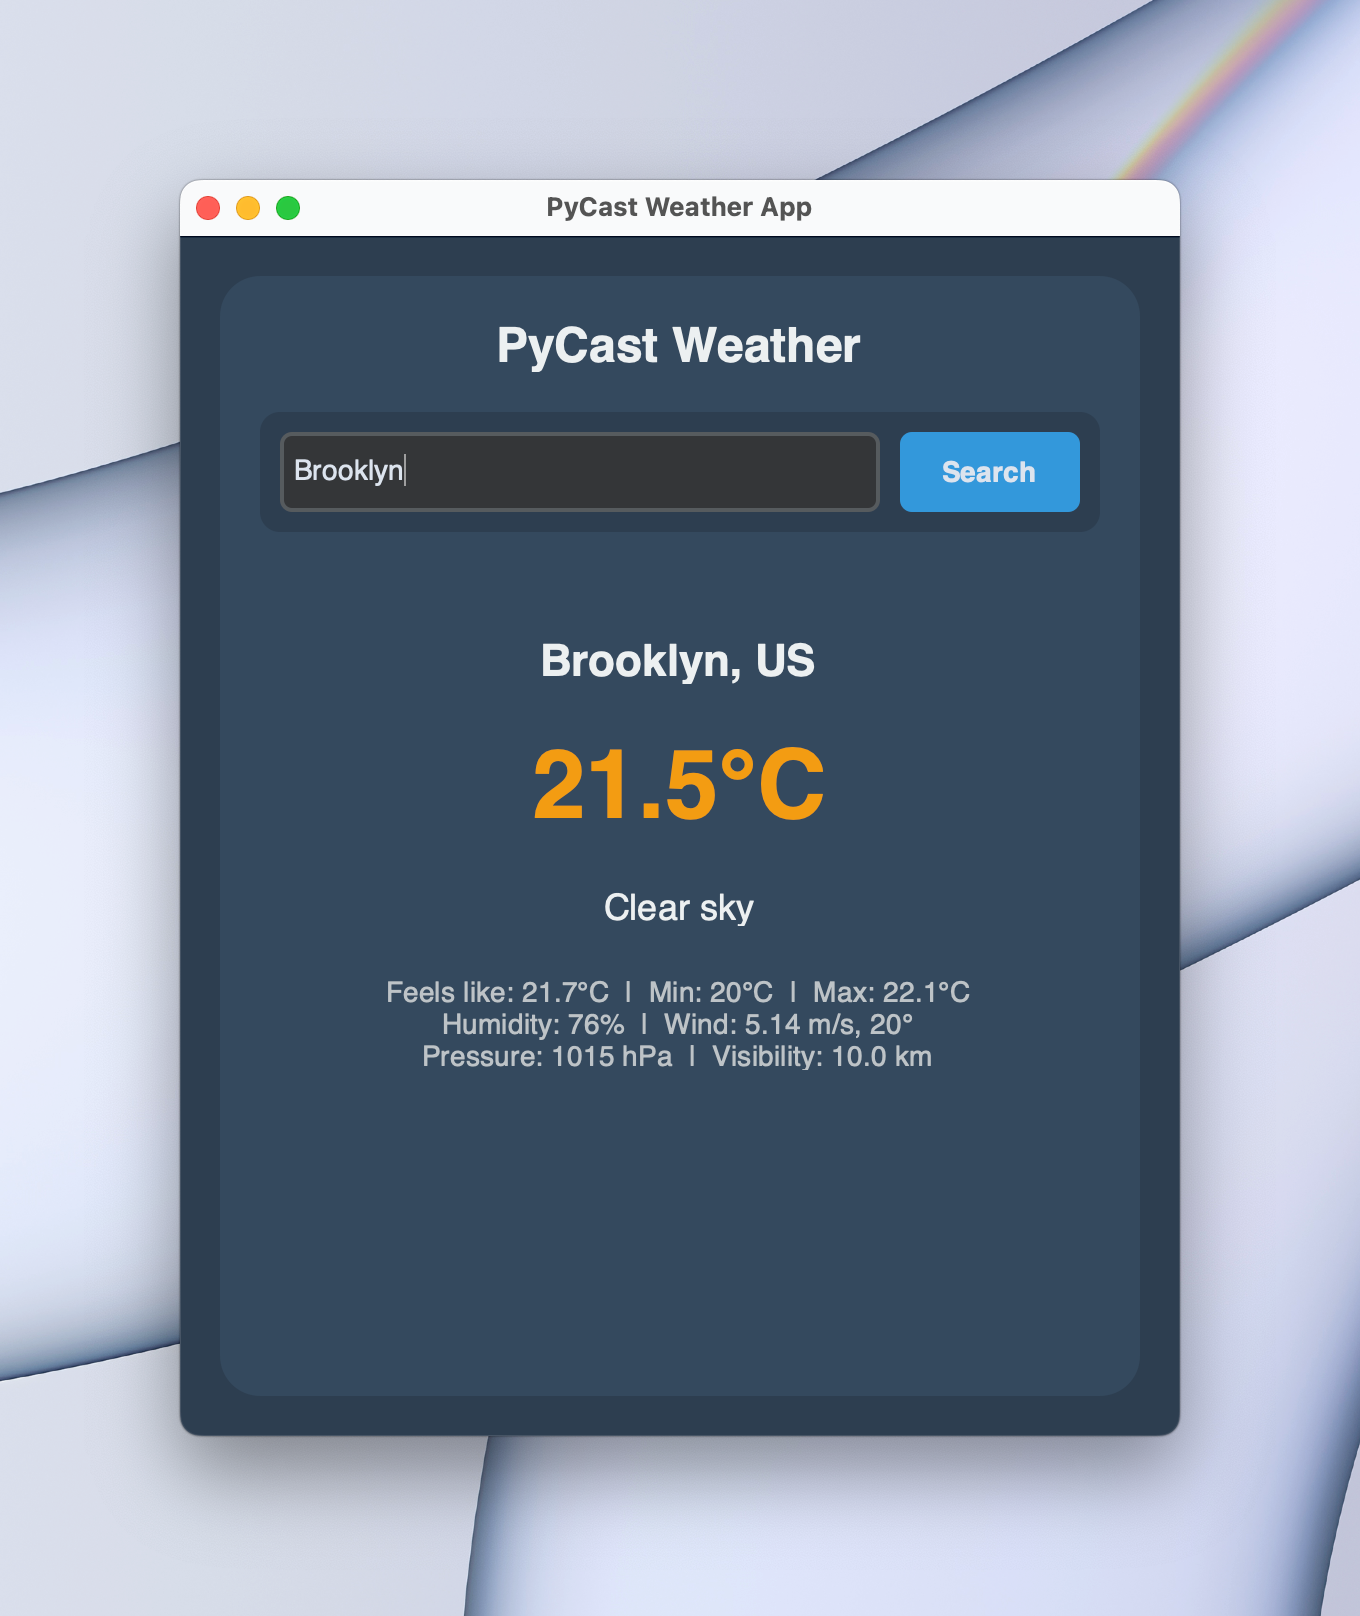 PyCast Weather App
PyCast Weather
Brooklyn
Search
Brooklyn, US
21.5°C
Clear sky
Feels like: 21.7°C | Min: 20°C | Max: 22.1°C
Humidity: 76% | Wind: 5.14 m/s, 20°
Pressure: 1015 hPa | Visibility: 10.0 km